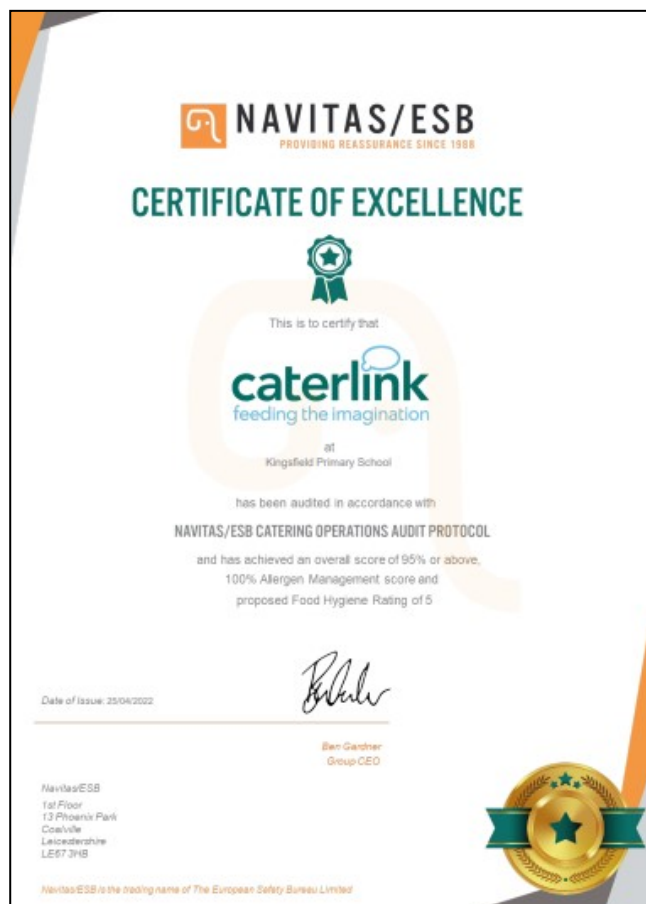 NAVITAS/ESB
PROVIDING REASSURANCE SINCE 1988
CERTIFICATE OF EXCELLENCE
This is to certify that
caterlink
feeding the imagination
at
Kingsfield Primary School
has been audited in accordance with
NAVITAS/ESB CATERING OPERATIONS AUDIT PROTOCOL
and has achieved an overall score of 95% or above,
100% Allergen Management score and
proposed Food Hygiene Rating of 5
Date of Issue: 25/04/2022
Ben Gardner
Group CEO
Navitas/ESB
1st Floor
13 Phoenix Park
Coalville
Leicestershire
LE67 3HB
Navitas/ESB is the trading name of The European Safety Bureau Limited